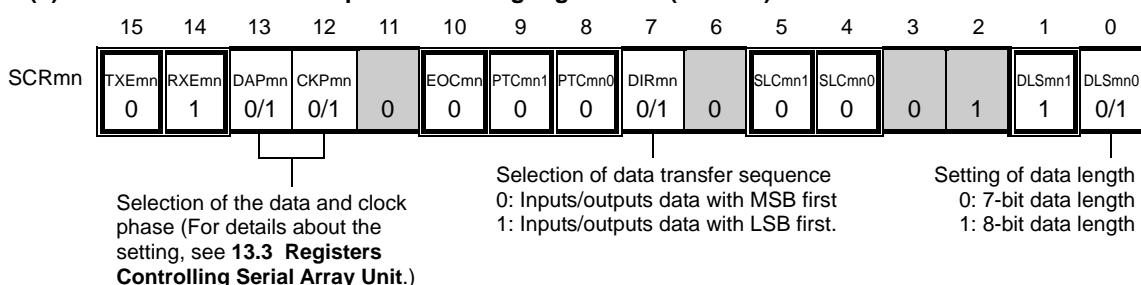 15 14 13 12 11 10 9 8 7 6 5 4 3 2 1 0
SCRmn
TXEmn RXEmn DAPmn CKPmn EOCmn PTCmn1 PTCmn0 DIRmn SLCmn1 SLCmn0 DLSmn1 DLSmn0
0 1 0/1 0/1 0 0 0 0 0/1 0 0 0 0 1 1 0/1
Selection of the data and clock
phase (For details about the
setting, see 13.3 Registers
Controlling Serial Array Unit.)
Selection of data transfer sequence
0: Inputs/outputs data with MSB first
1: Inputs/outputs data with LSB first.
Setting of data length
0: 7-bit data length
1: 8-bit data length